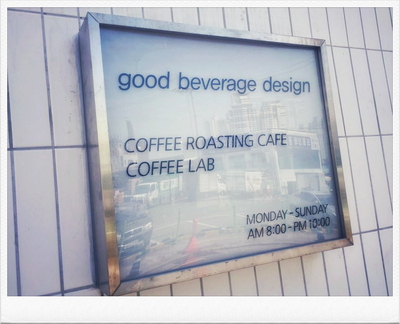 good beverage design
COFFEE ROASTING CAFE
COFFEE LAB
MONDAY - SUNDAY
AM 8:00 - PM 10:00